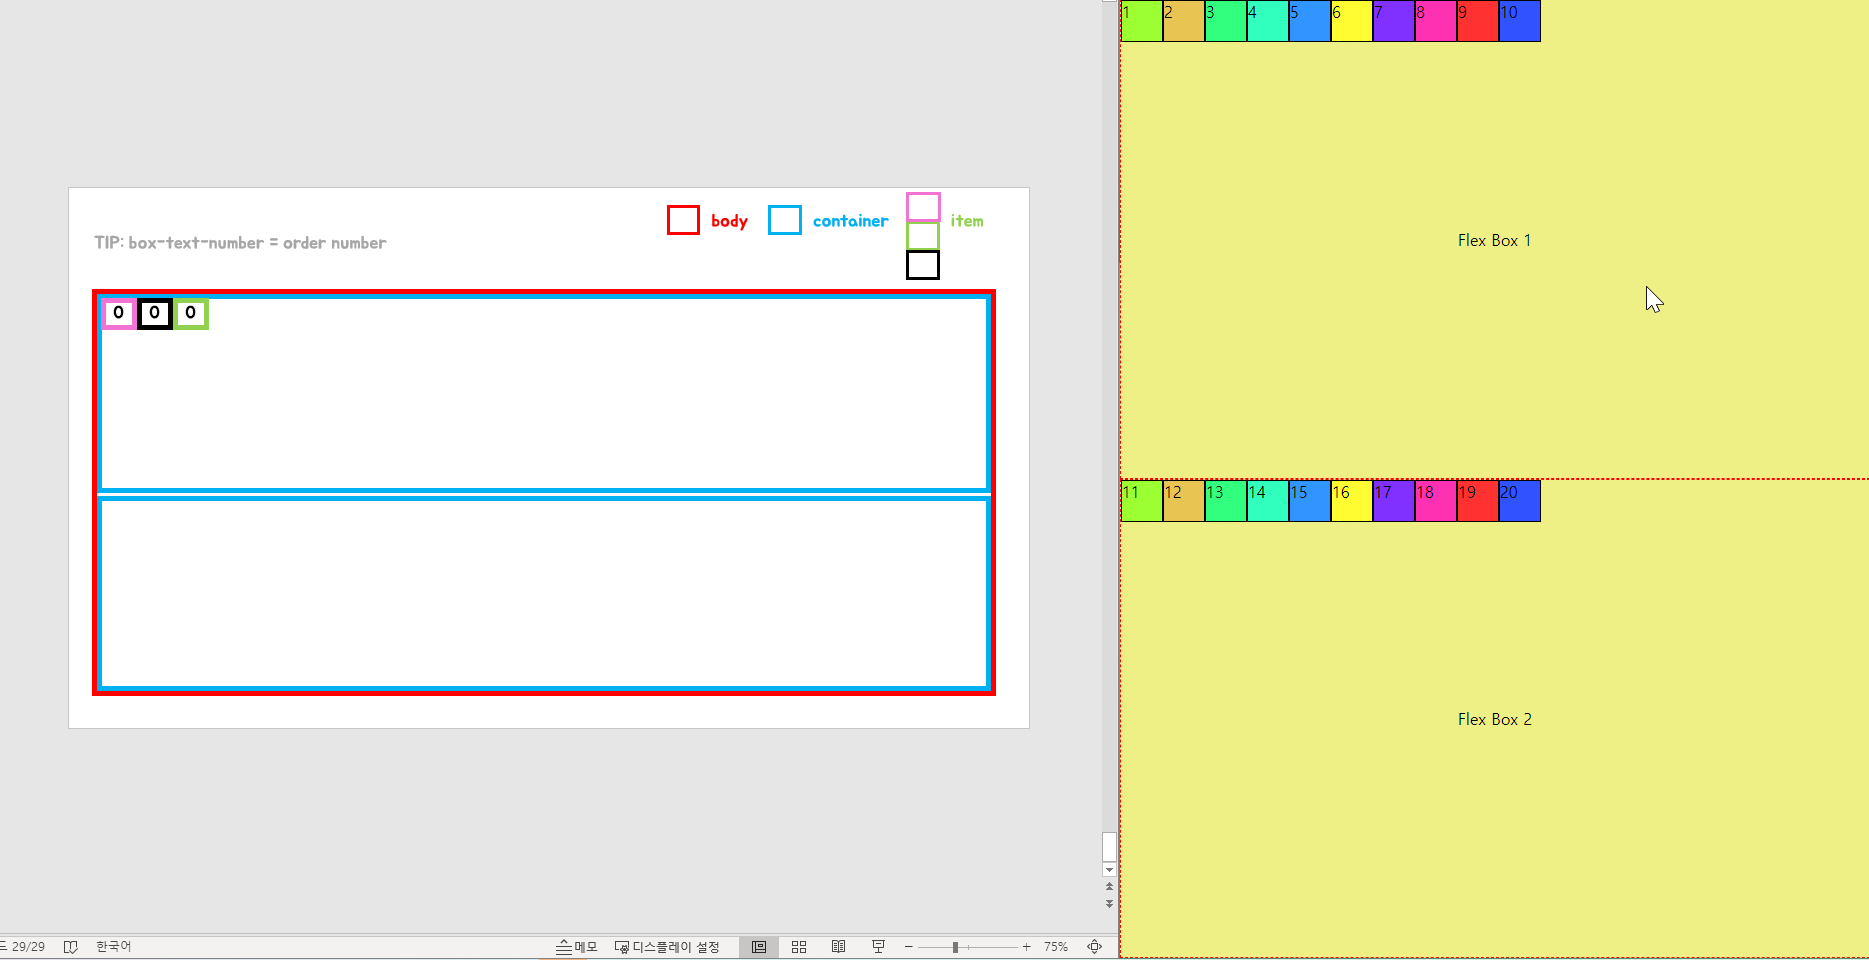 TIP: box-text-number = order number
body
container
item
0 0 0
29/29
한국어
메모
디스플레이 설정
75%
1 2 3 4 5 6 7 8 9 10
Flex Box 1
11 12 13 14 15 16 17 18 19 20
Flex Box 2